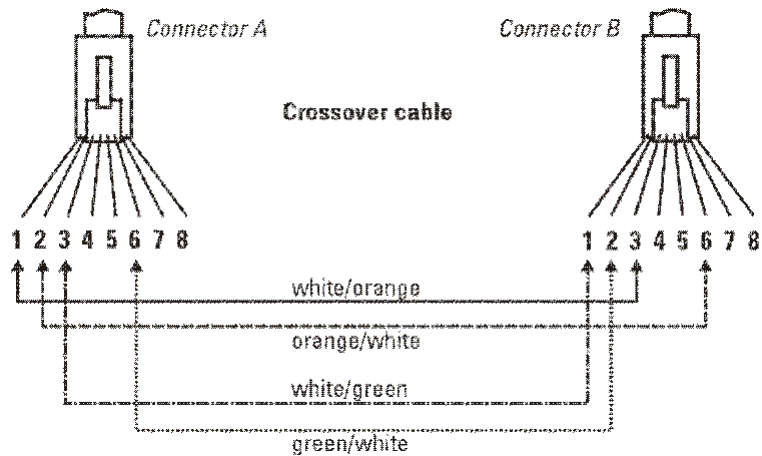 Connector A Connector B
Crossover cable
1 2 3 4 5 6 7 8 1 2 3 4 5 6 7 8
white/orange
orange/white
white/green
green/white